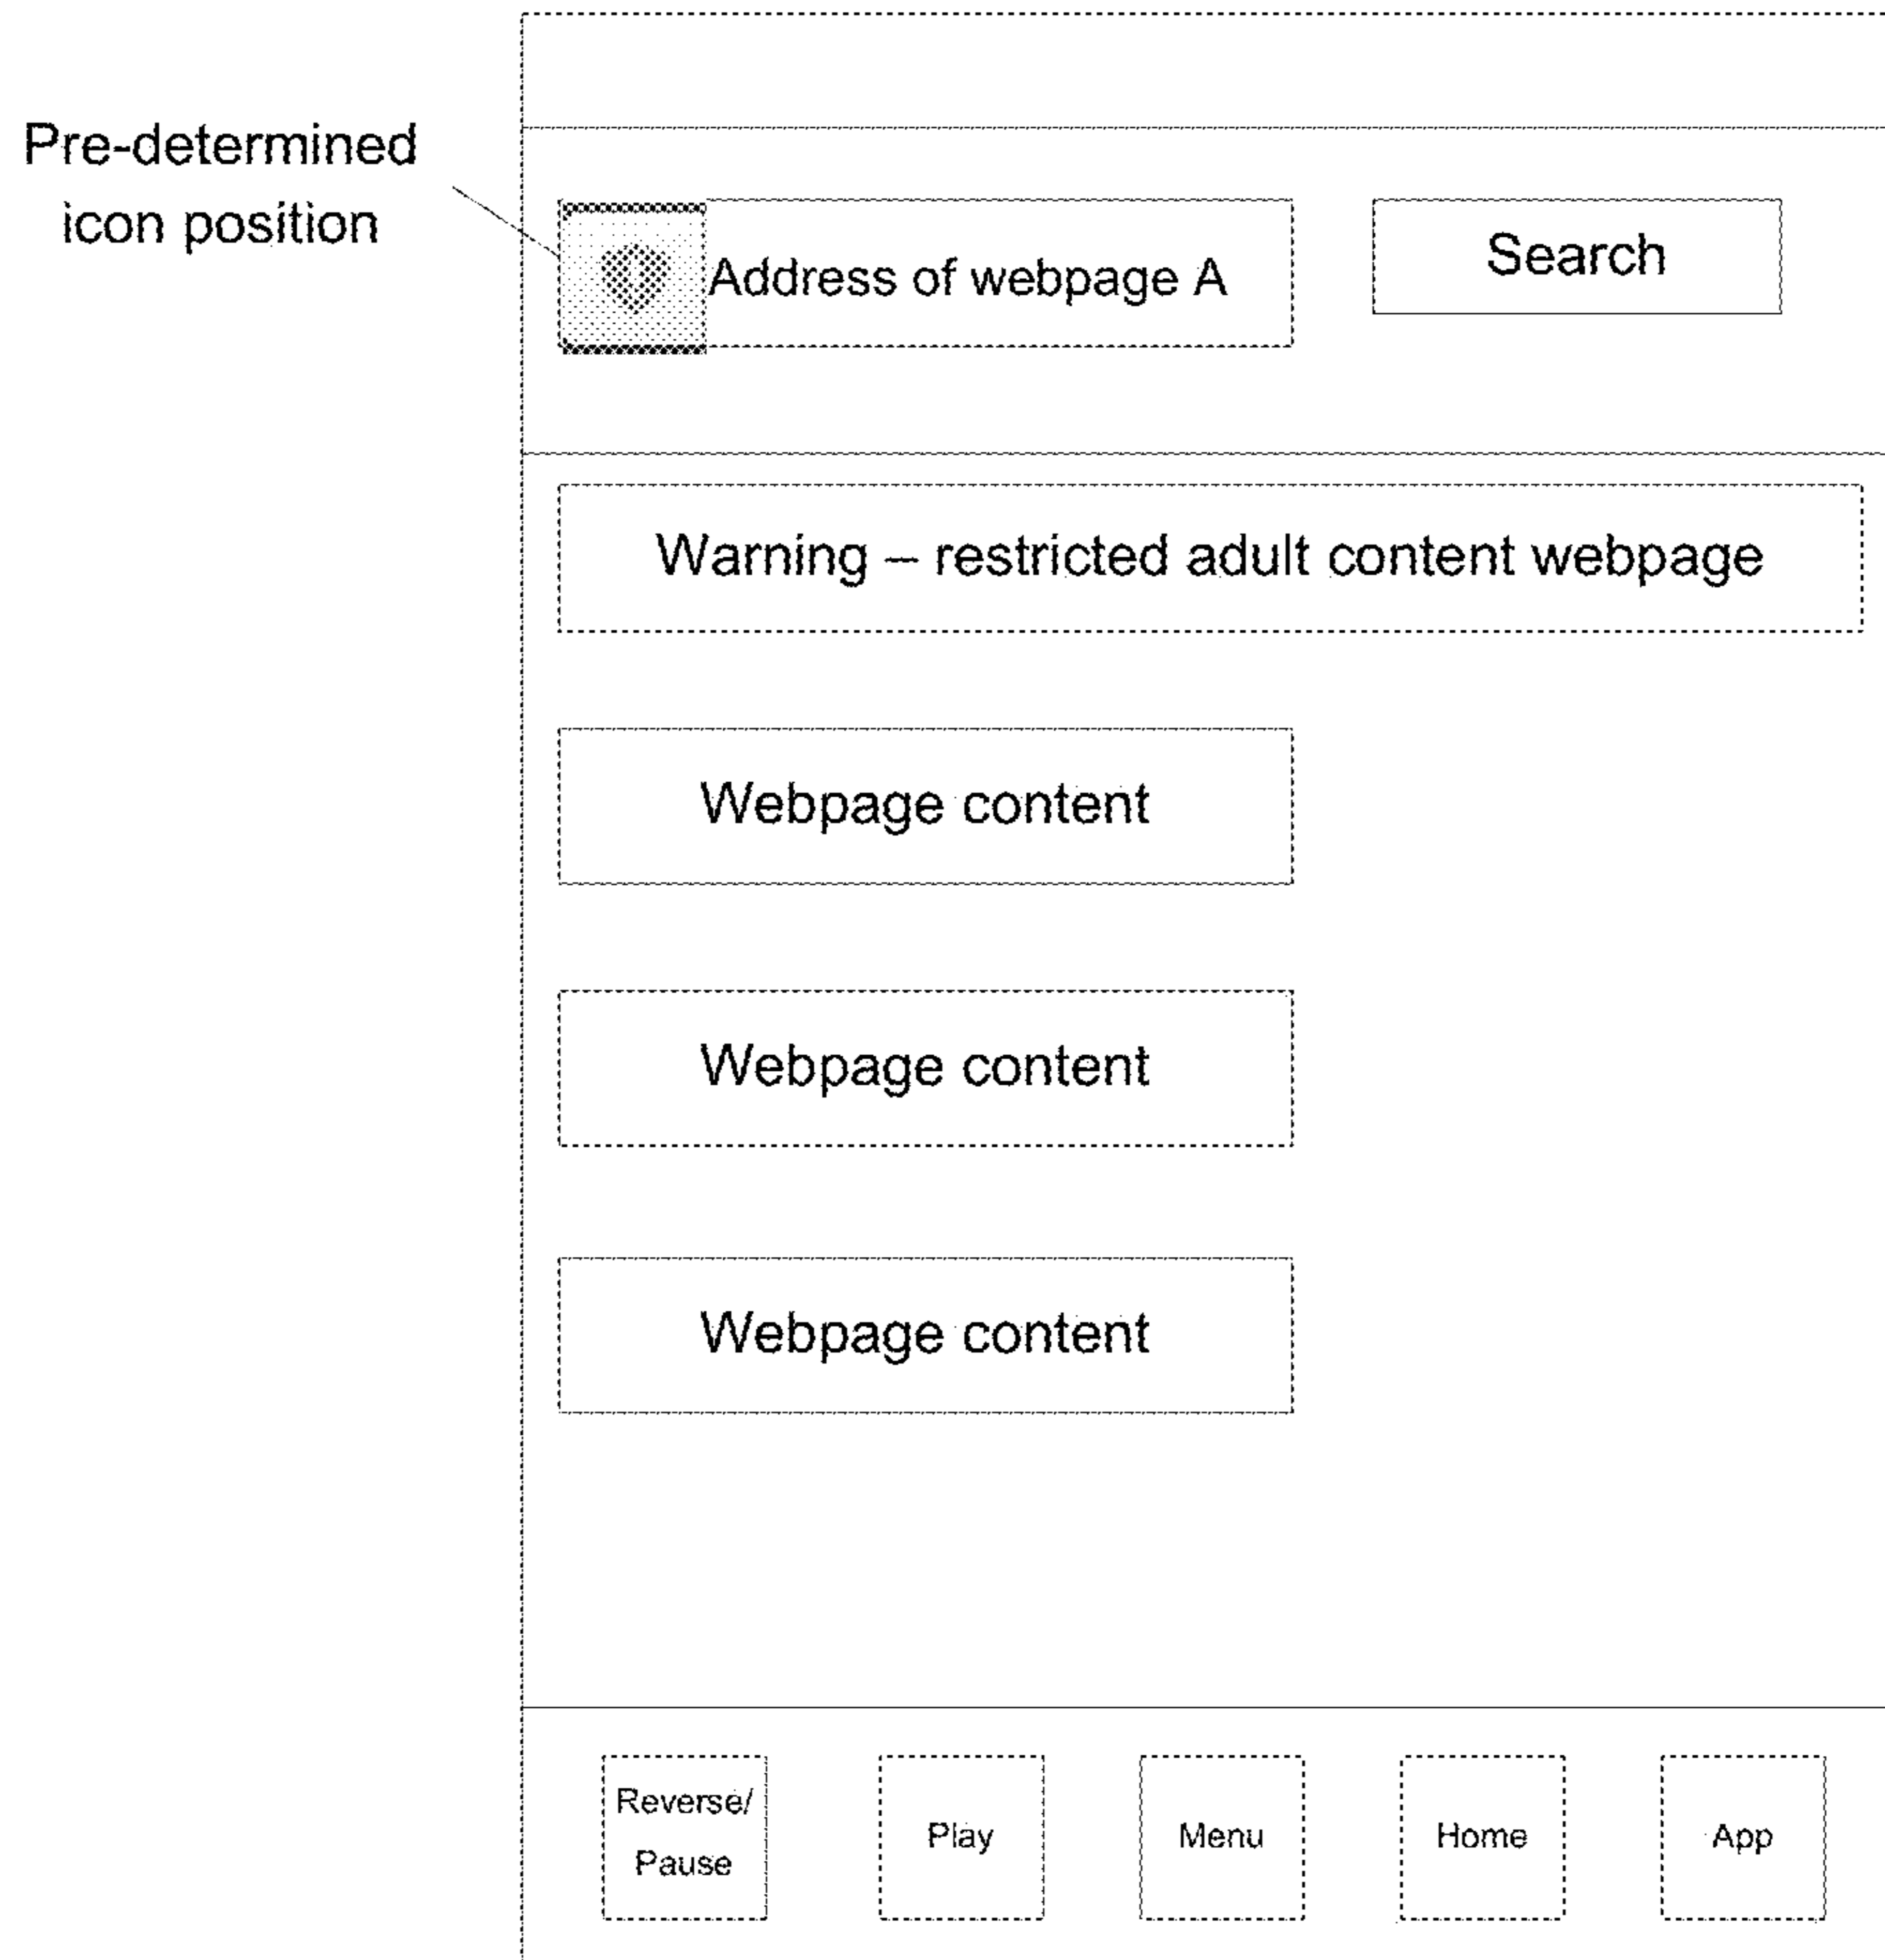 Pre-determined
icon position
Address of webpage A
Search
Warning – restricted adult content webpage
Webpage content
Webpage content
Webpage content
Reverse/
Pause
Play
Menu
Home
App